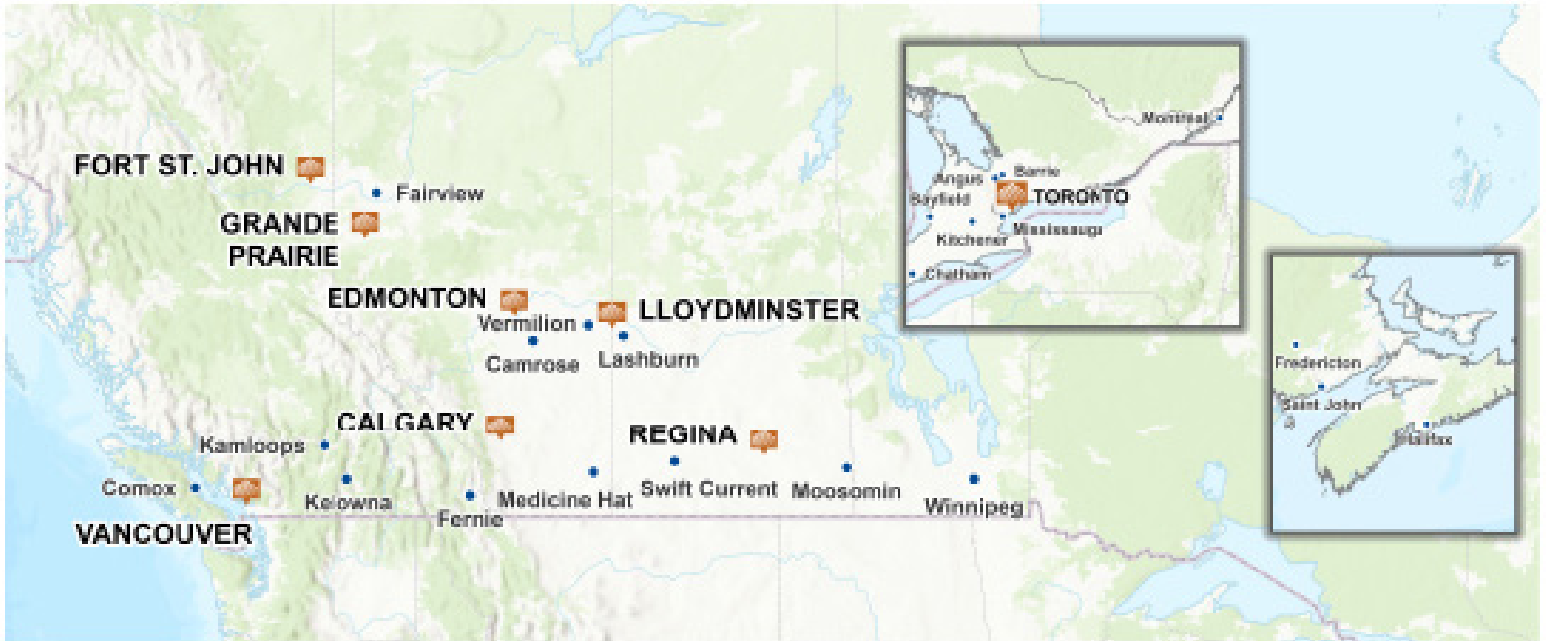 FORT ST. JOHN
Fairview
GRANDE
PRAIRIE
EDMONTON
LLOYDMINSTER
Vermilion
Camrose
Lashburn
CALGARY
REGINA
Kamloops
Comox
Kelowna
Fernie
Medicine Hat
Swift Current
Moosomin
Winnipeg
VANCOUVER
Montreal
Barrie
Angus
TORONTO
Bayfield
Mississauga
Kitchener
Chatham
Fredericton
Saint John
Halifax